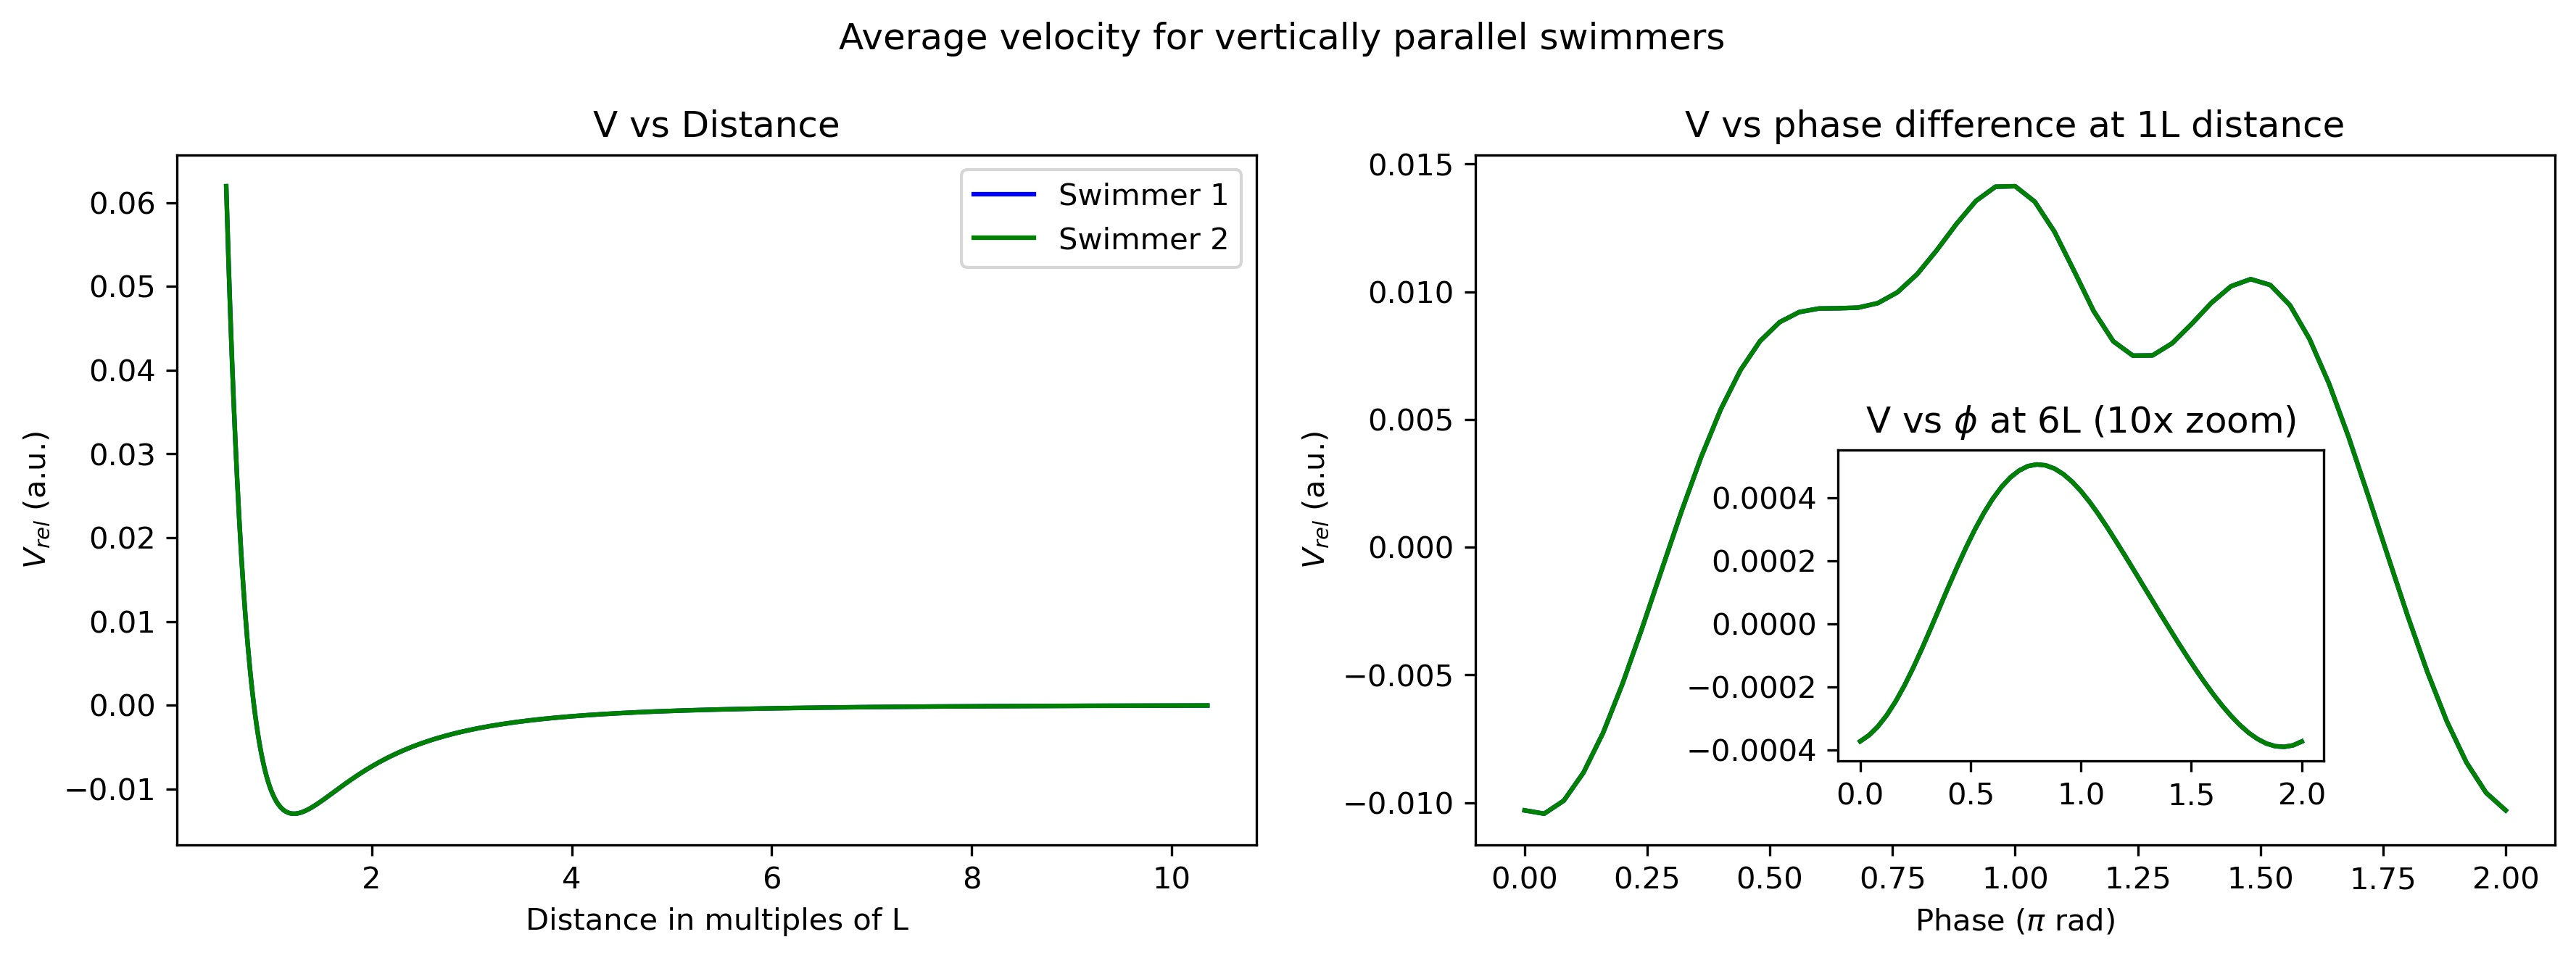 Average velocity for vertically parallel swimmers
V vs Distance
0.06
0.05
0.04
0.03
0.02
0.01
0.00
−0.01
V_rel (a.u.)
Swimmer 1
Swimmer 2
2 4 6 8 10
Distance in multiples of L
V vs phase difference at 1L distance
0.015
0.010
0.005
0.000
−0.005
−0.010
V_rel (a.u.)
V vs ϕ at 6L (10x zoom)
0.0004
0.0002
0.0000
−0.0002
−0.0004
0.0 0.5 1.0 1.5 2.0
0.00 0.25 0.50 0.75 1.00 1.25 1.50 1.75 2.00
Phase (π rad)